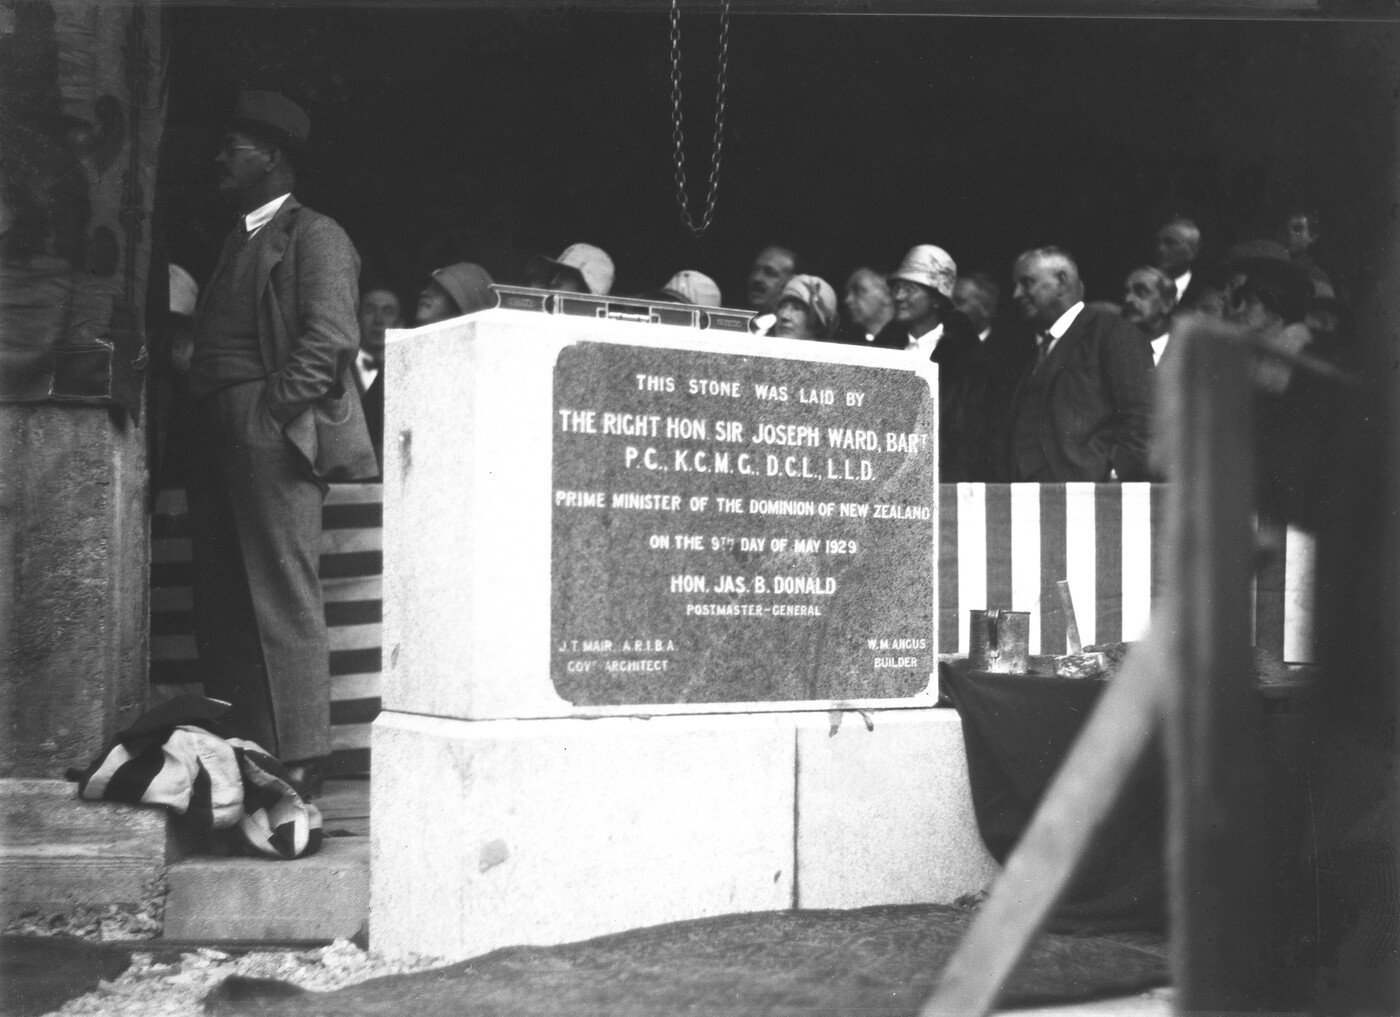 THIS STONE WAS LAID BY
THE RIGHT HON. SIR JOSEPH WARD, BART
P.C., K.C.M.G., D.C.L., L.L.D.
PRIME MINISTER OF THE DOMINION OF NEW ZEALAND
ON THE 9TH DAY OF MAY 1929
HON. JAS. B. DONALD
POSTMASTER-GENERAL
J.T. MAIR, A.R.I.B.A.
GOVT ARCHITECT
W.M. ANGUS
BUILDER